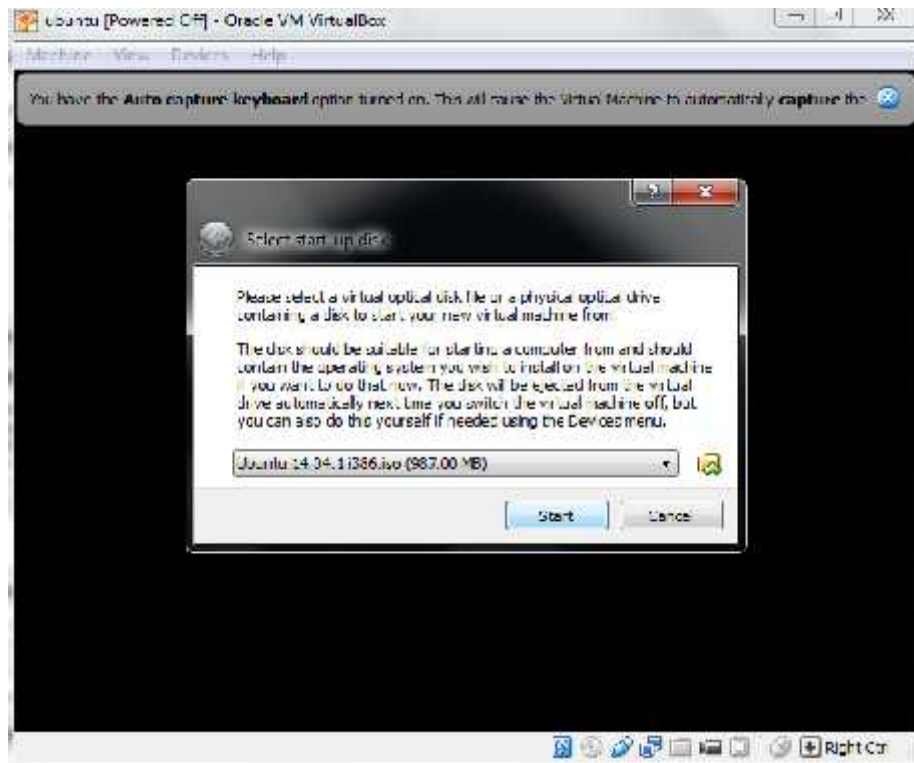 ubuntu [Powered Off] - Oracle VM VirtualBox
Machine View Devices Help
You have the Auto capture keyboard option turned on. This will cause the Virtual Machine to automatically capture the
Select start-up disk
Please select a virtual optical disk file or a physical optical drive
containing a disk to start your new virtual machine from.
The disk should be suitable for starting a computer from and should
contain the operating system you wish to install on the virtual machine
if you want to do that now. The disk will be ejected from the virtual
drive automatically next time you switch the virtual machine off, but
you can also do this yourself if needed using the Devices menu.
Ubuntu 14.04.1 i386.iso (987.00 MB)
Start
Cancel
Right Ctrl